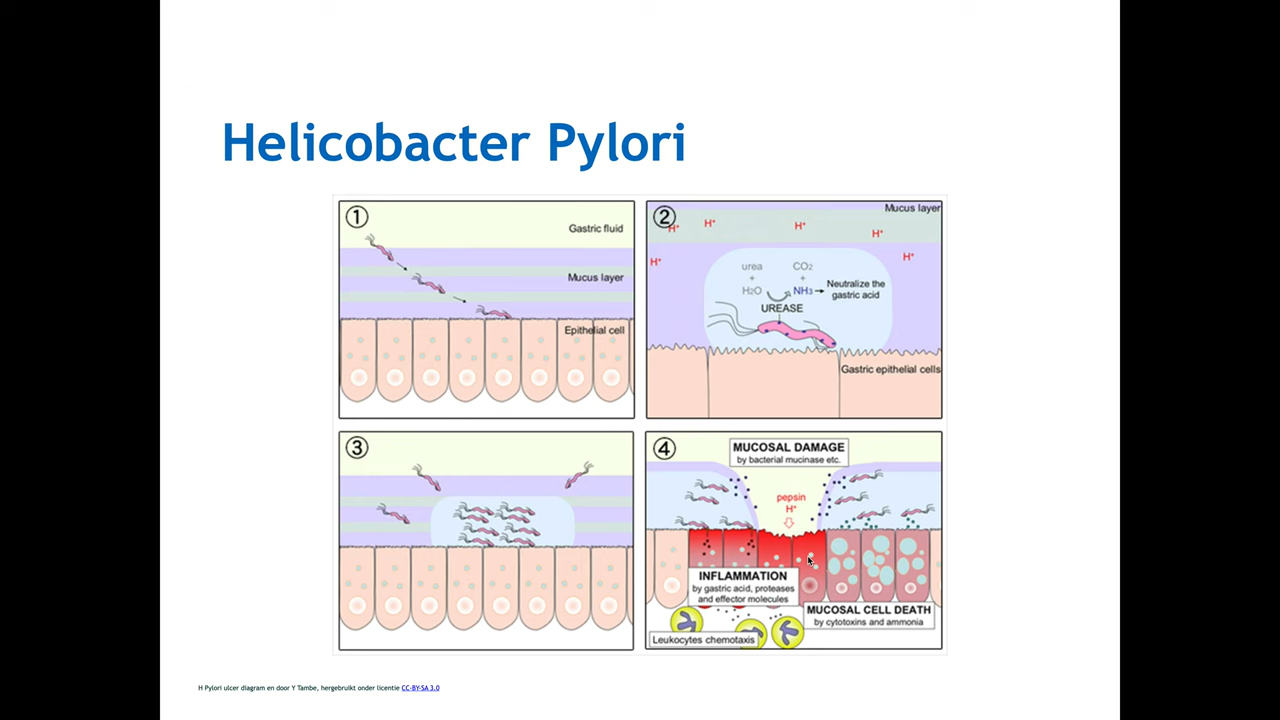 Helicobacter Pylori
①
Gastric fluid
Mucus layer
Epithelial cell
②
Mucus layer
H⁺
H⁺
H⁺
H⁺
H⁺
H⁺
urea
+
H₂O
CO₂
+
NH₃
Neutralize the
gastric acid
UREASE
Gastric epithelial cells
③
④
MUCOSAL DAMAGE
by bacterial mucinase etc.
pepsin
H⁺
INFLAMMATION
by gastric acid, proteases
and effector molecules
MUCOSAL CELL DEATH
by cytotoxins and ammonia
Leukocytes chemotaxis
H Pylori ulcer diagram en door Y Tambe, hergebruikt onder licentie CC-BY-SA 3.0